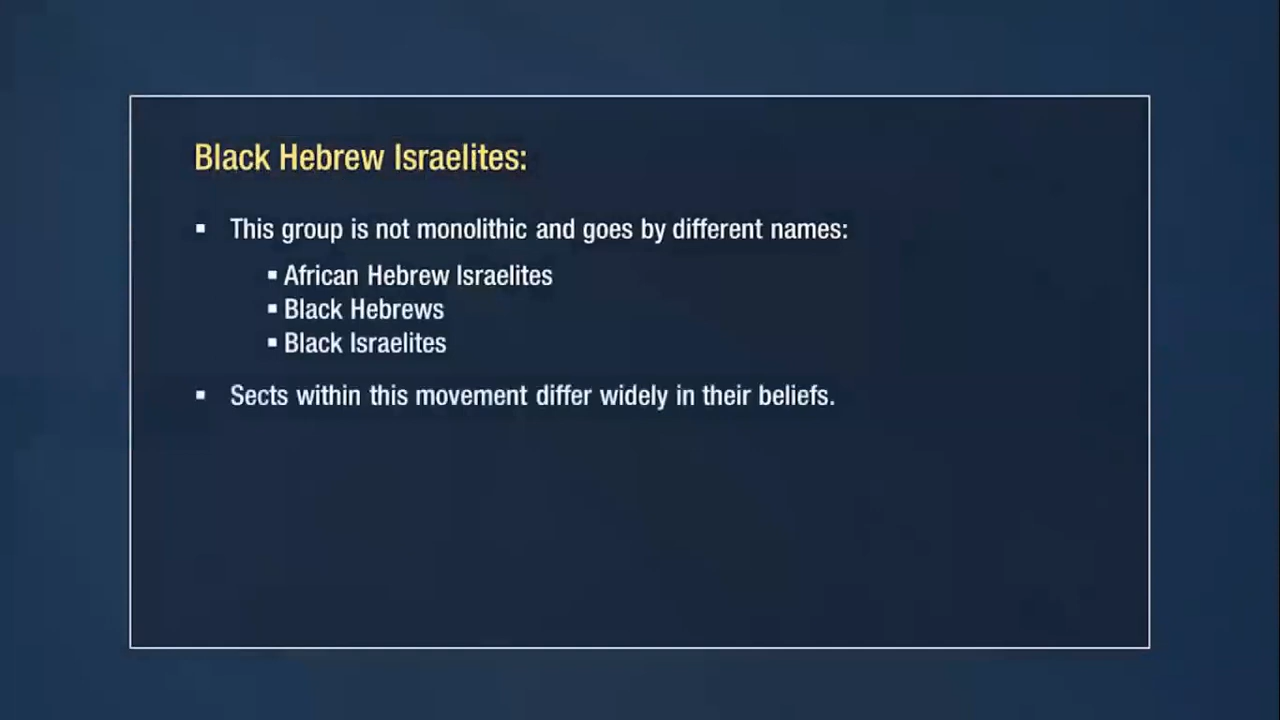 Black Hebrew Israelites:
▪ This group is not monolithic and goes by different names:
▪ African Hebrew Israelites
▪ Black Hebrews
▪ Black Israelites
▪ Sects within this movement differ widely in their beliefs.